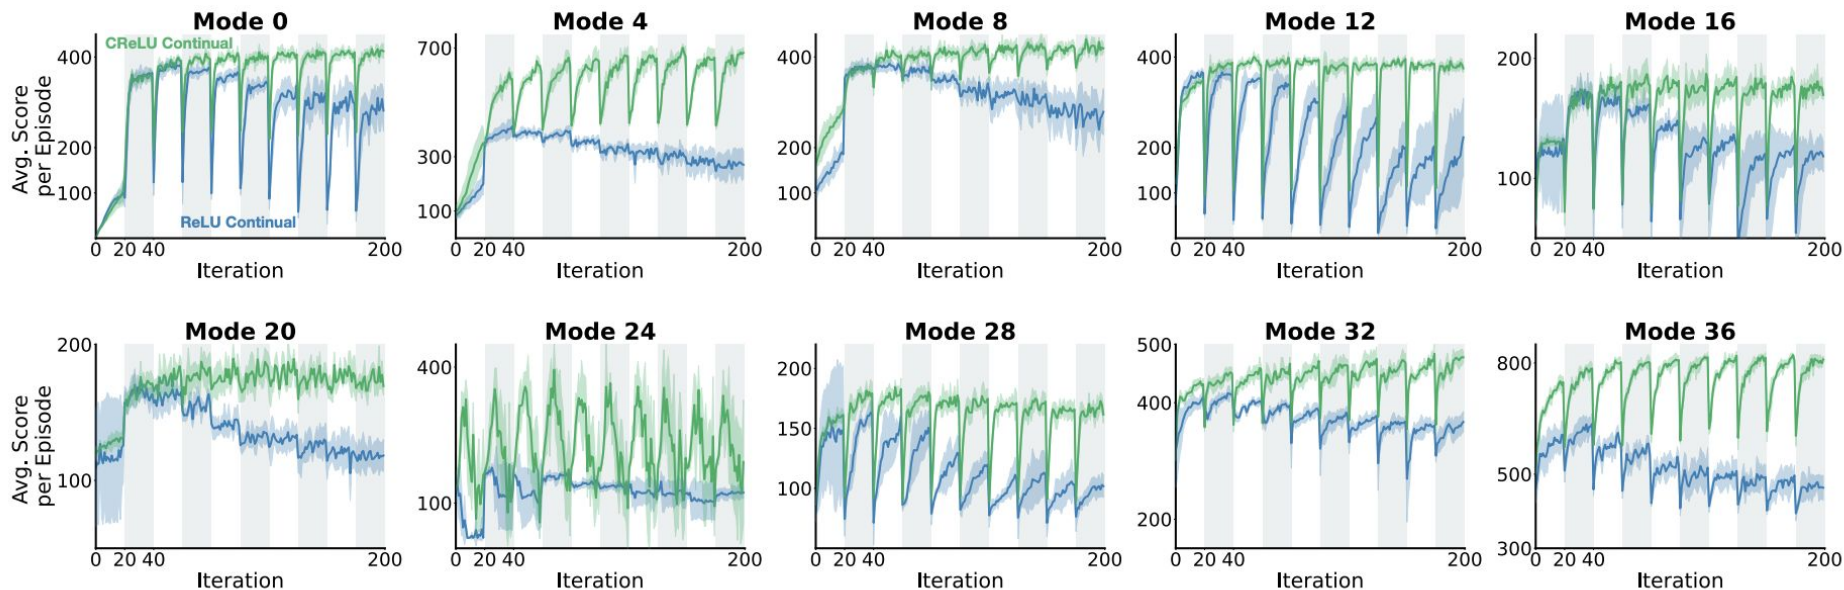 Mode 0
Avg. Score
per Episode
400
200
100
CReLU Continual
ReLU Continual
0 20 40 200
Iteration
Mode 4
700
300
100
0 20 40 200
Iteration
Mode 8
400
200
100
0 20 40 200
Iteration
Mode 12
400
200
100
0 20 40 200
Iteration
Mode 16
200
100
0 20 40 200
Iteration
Mode 20
Avg. Score
per Episode
200
100
0 20 40 200
Iteration
Mode 24
400
100
0 20 40 200
Iteration
Mode 28
200
150
100
0 20 40 200
Iteration
Mode 32
500
400
200
0 20 40 200
Iteration
Mode 36
800
500
300
0 20 40 200
Iteration